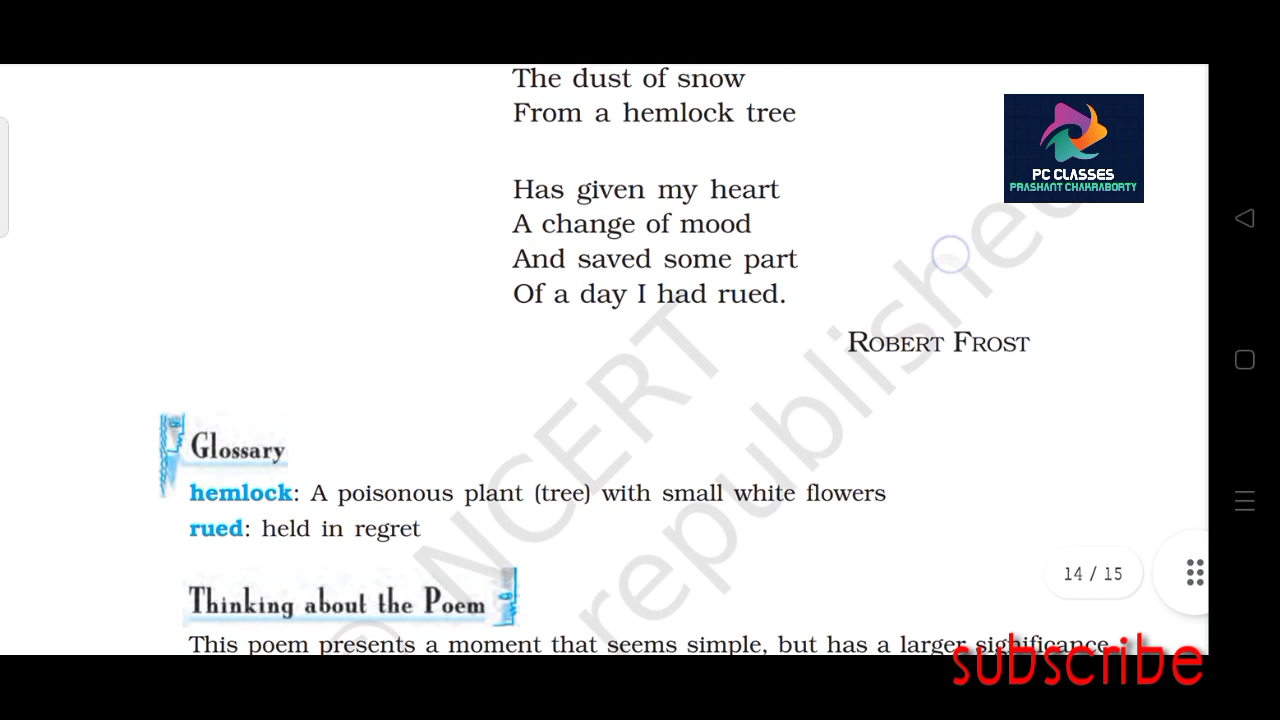 The dust of snow
From a hemlock tree
PC CLASSES
PRASHANT CHAKRABORTY
Has given my heart
A change of mood
And saved some part
Of a day I had rued.
ROBERT FROST
© NCERT
republished
Glossary
hemlock: A poisonous plant (tree) with small white flowers
rued: held in regret
14 / 15
Thinking about the Poem
This poem presents a moment that seems simple, but has a larger significance
subscribe